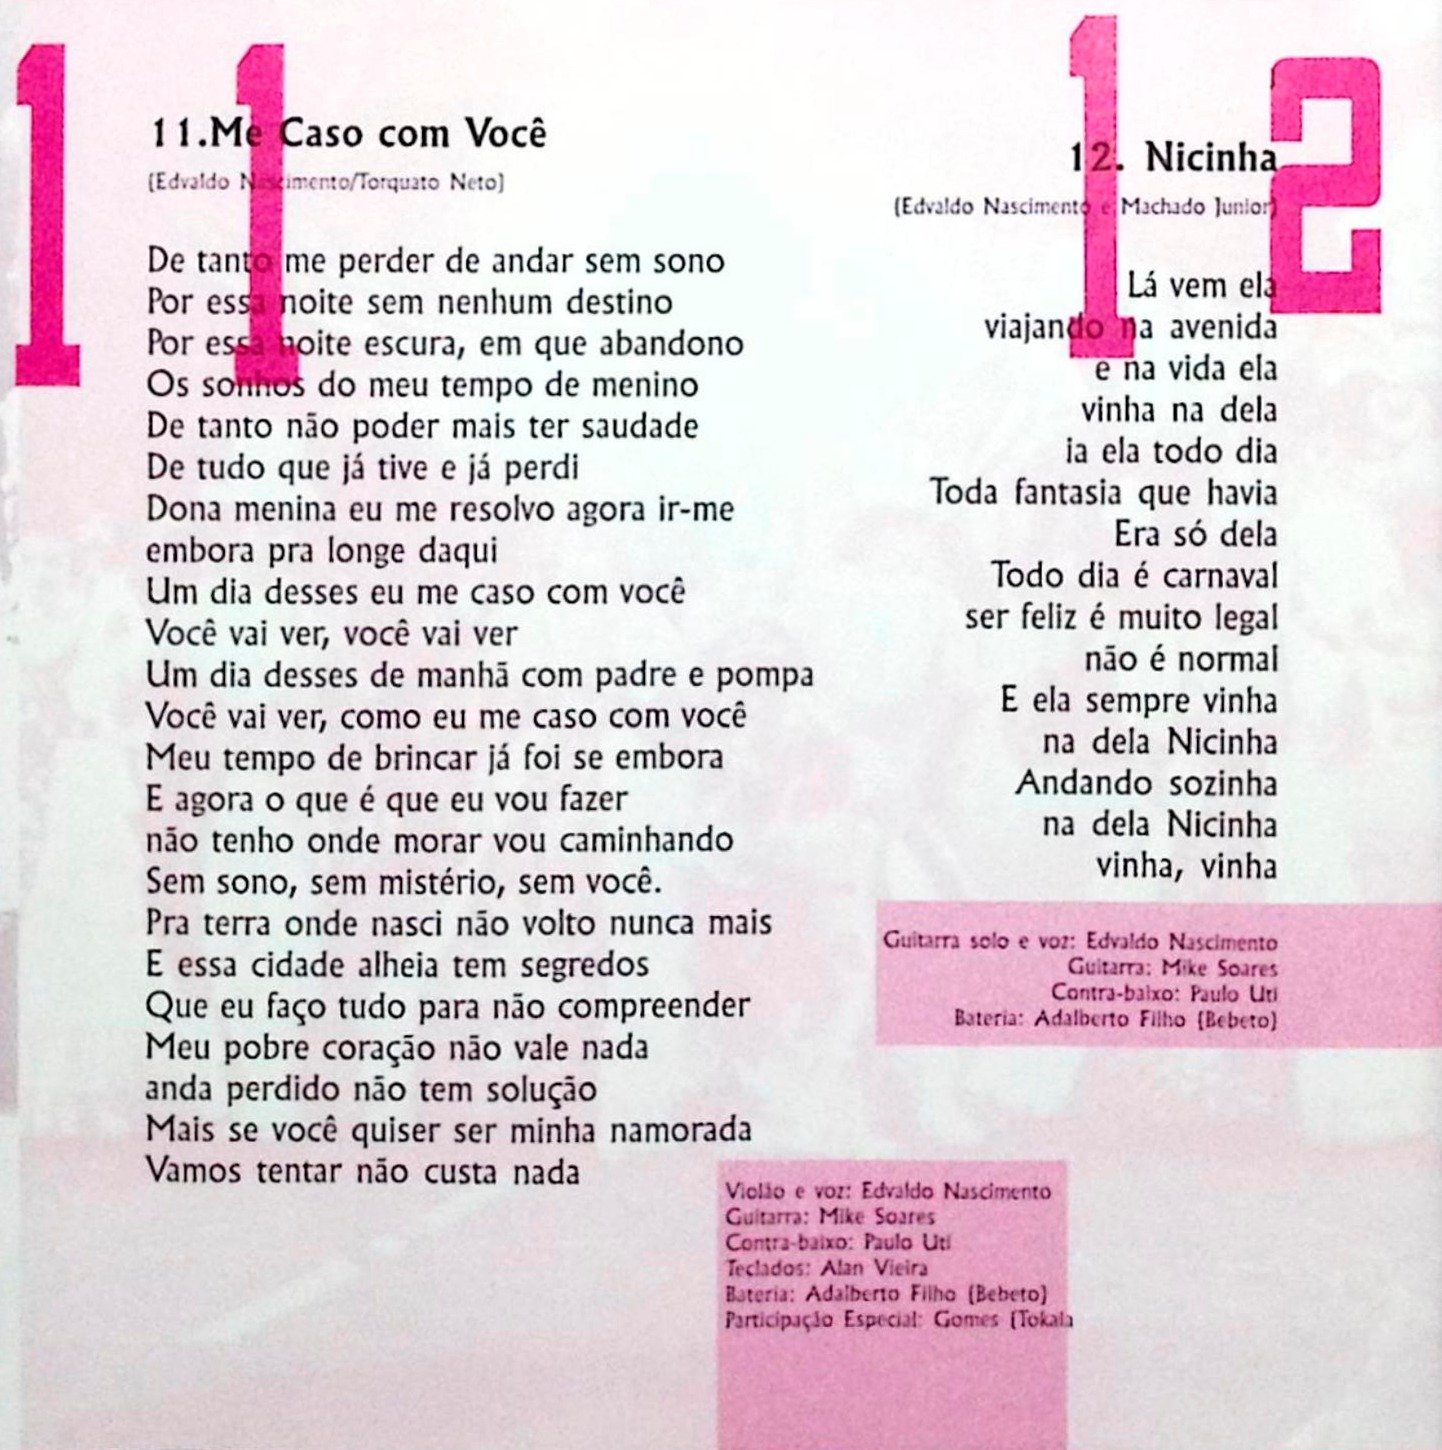 11
11.Me Caso com Você
(Edvaldo Nascimento/Torquato Neto)
De tanto me perder de andar sem sono
Por essa noite sem nenhum destino
Por essa noite escura, em que abandono
Os sonhos do meu tempo de menino
De tanto não poder mais ter saudade
De tudo que já tive e já perdi
Dona menina eu me resolvo agora ir-me
embora pra longe daqui
Um dia desses eu me caso com você
Você vai ver, você vai ver
Um dia desses de manhã com padre e pompa
Você vai ver, como eu me caso com você
Meu tempo de brincar já foi se embora
E agora o que é que eu vou fazer
não tenho onde morar vou caminhando
Sem sono, sem mistério, sem você.
Pra terra onde nasci não volto nunca mais
E essa cidade alheia tem segredos
Que eu faço tudo para não compreender
Meu pobre coração não vale nada
anda perdido não tem solução
Mais se você quiser ser minha namorada
Vamos tentar não custa nada
Violão e voz: Edvaldo Nascimento
Guitarra: Mike Soares
Contra-baixo: Paulo Uti
Teclados: Alan Vieira
Bateria: Adalberto Filho (Bebeto)
Participação Especial: Gomes (Tokaia
12
12. Nicinha
(Edvaldo Nascimento e Machado Junior)
Lá vem ela
viajando na avenida
e na vida ela
vinha na dela
ia ela todo dia
Toda fantasia que havia
Era só dela
Todo dia é carnaval
ser feliz é muito legal
não é normal
E ela sempre vinha
na dela Nicinha
Andando sozinha
na dela Nicinha
vinha, vinha
Guitarra solo e voz: Edvaldo Nascimento
Guitarra: Mike Soares
Contra-baixo: Paulo Uti
Bateria: Adalberto Filho (Bebeto)